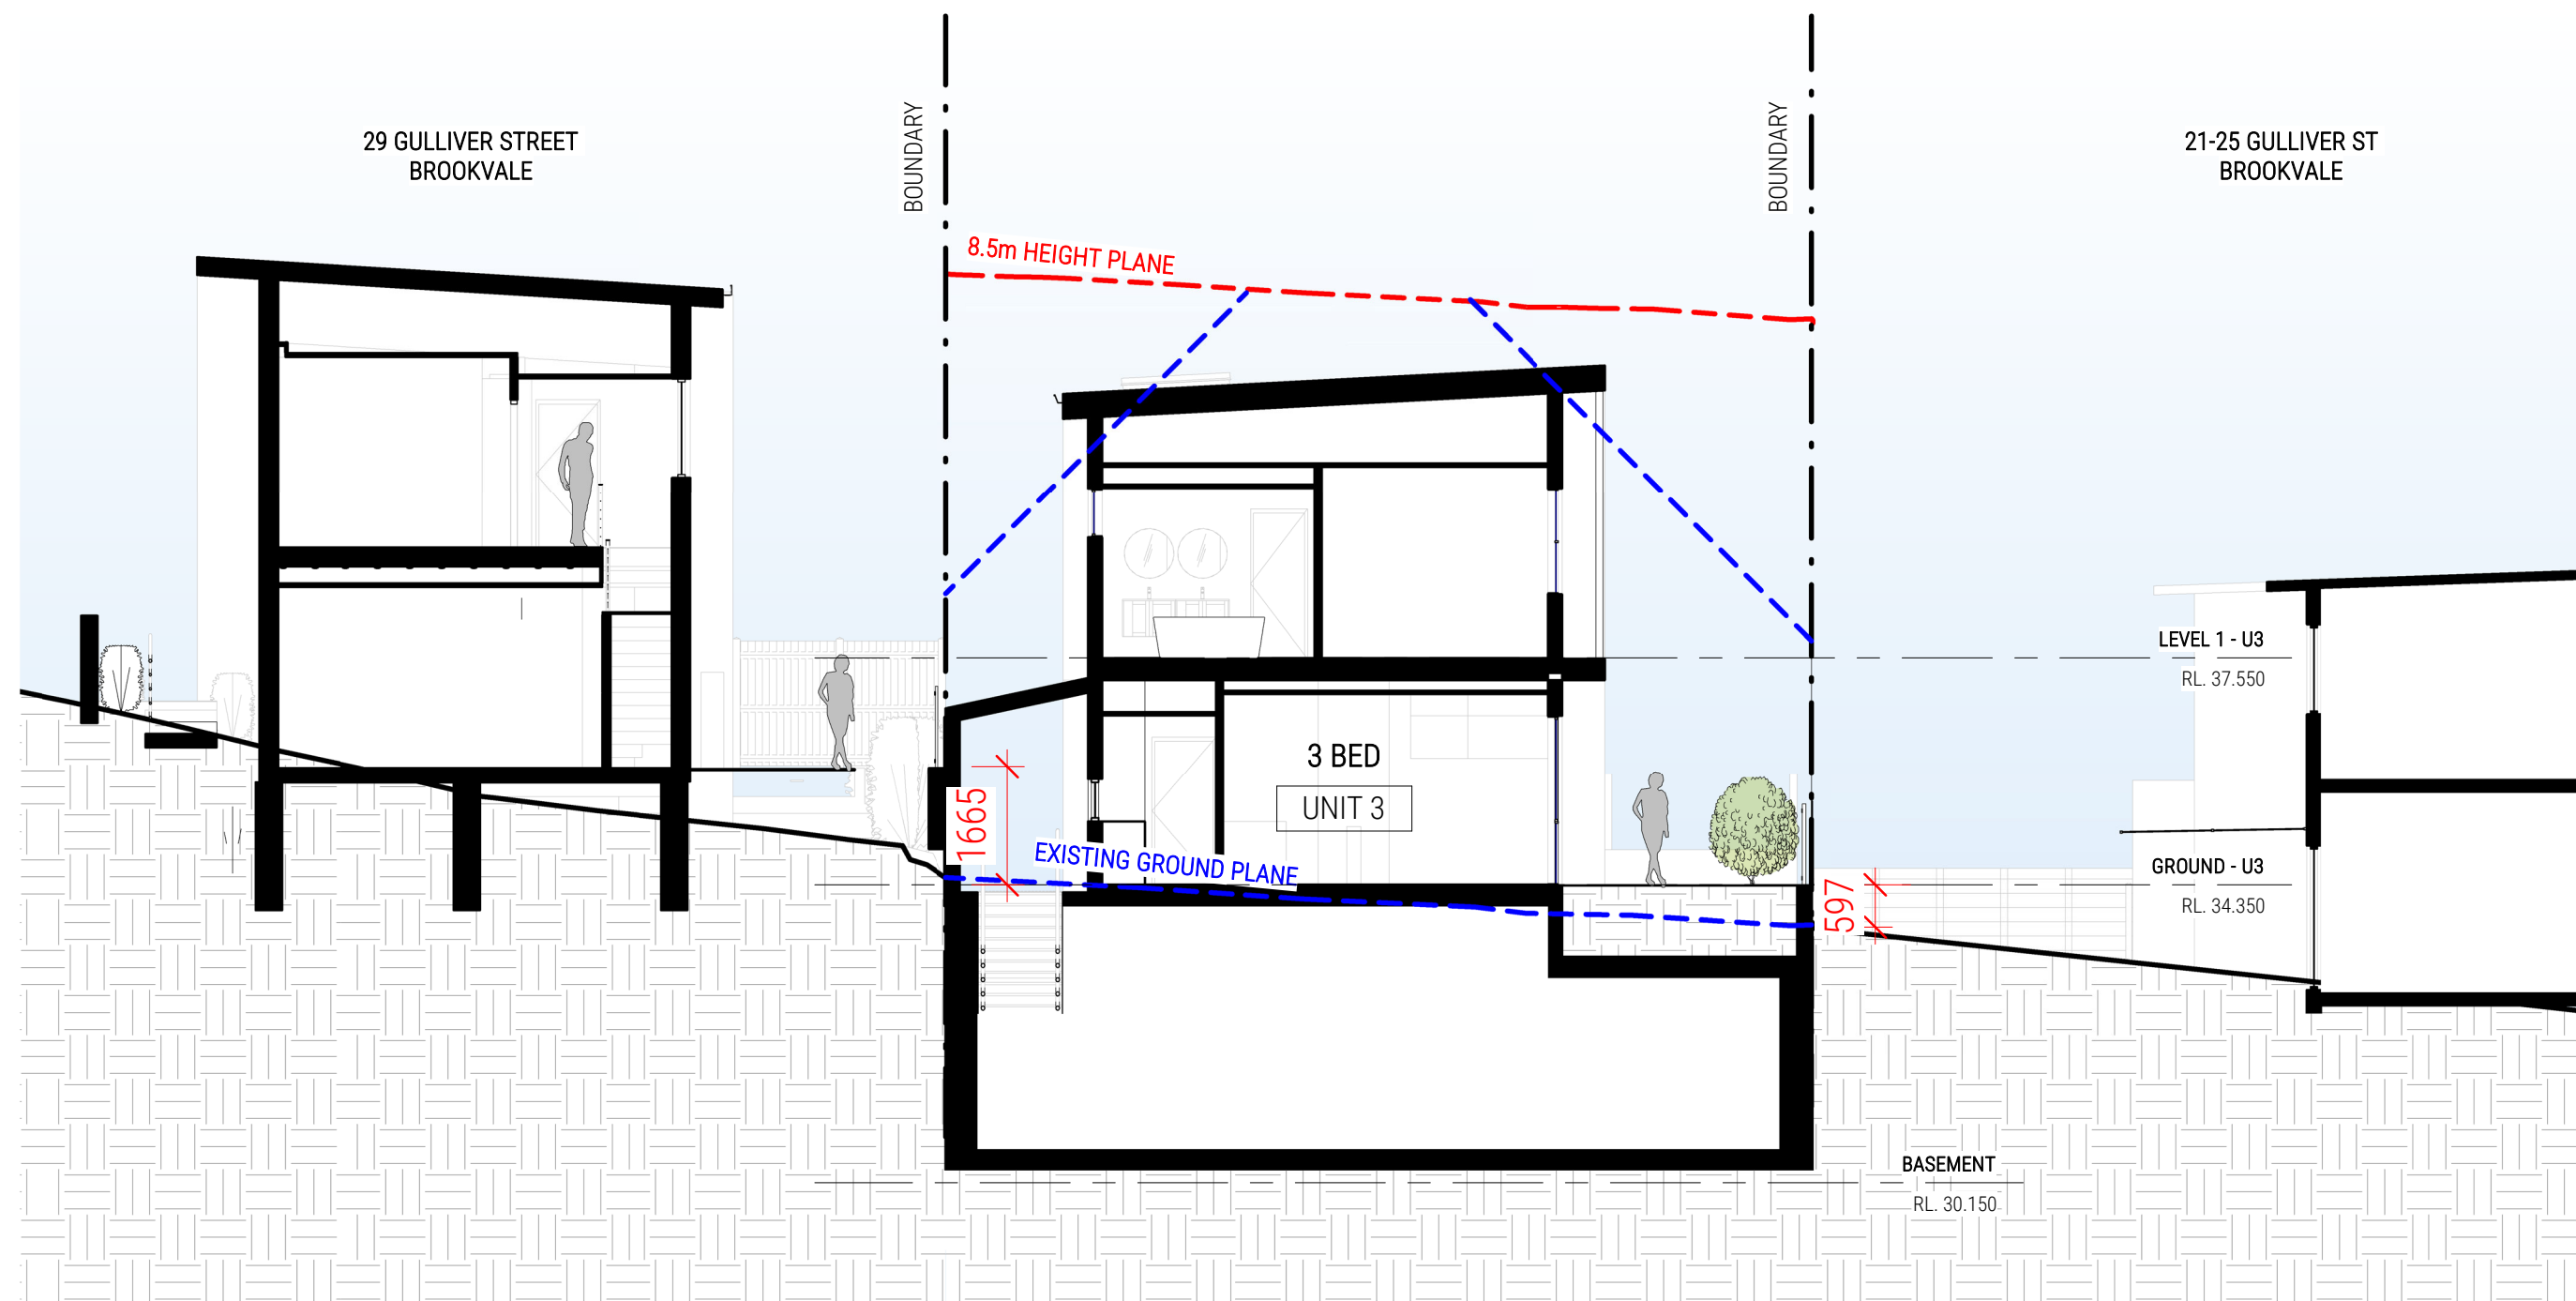 29 GULLIVER STREET
BROOKVALE
BOUNDARY
BOUNDARY
21-25 GULLIVER ST
BROOKVALE
8.5m HEIGHT PLANE
LEVEL 1 - U3
RL. 37.550
3 BED
UNIT 3
1665
EXISTING GROUND PLANE
GROUND - U3
RL. 34.350
597
BASEMENT
RL. 30.150